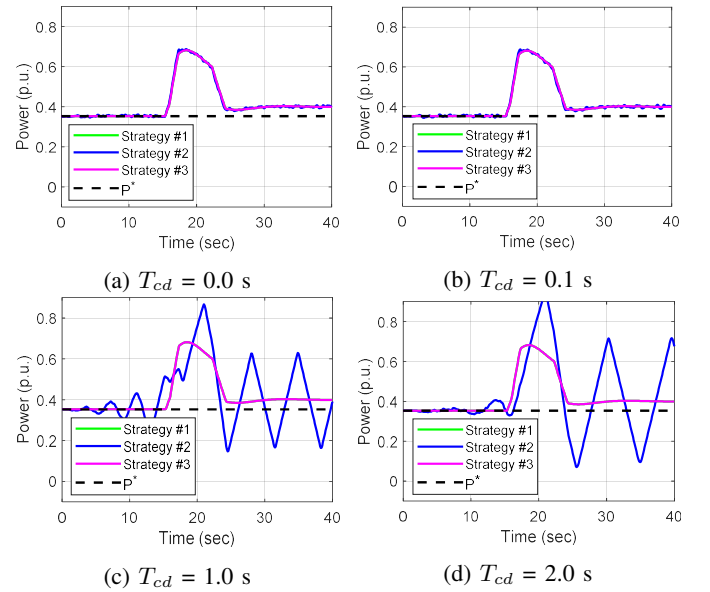 Power (p.u.)
0.8
0.6
0.4
0.2
0
Strategy #1
Strategy #2
Strategy #3
P*
0 10 20 30 40
Time (sec)
(a) T_cd = 0.0 s
Power (p.u.)
0.8
0.6
0.4
0.2
0
Strategy #1
Strategy #2
Strategy #3
P*
0 10 20 30 40
Time (sec)
(b) T_cd = 0.1 s
Power (p.u.)
0.8
0.6
0.4
0.2
0
Strategy #1
Strategy #2
Strategy #3
P*
0 10 20 30 40
Time (sec)
(c) T_cd = 1.0 s
Power (p.u.)
0.8
0.6
0.4
0.2
0
Strategy #1
Strategy #2
Strategy #3
P*
0 10 20 30 40
Time (sec)
(d) T_cd = 2.0 s